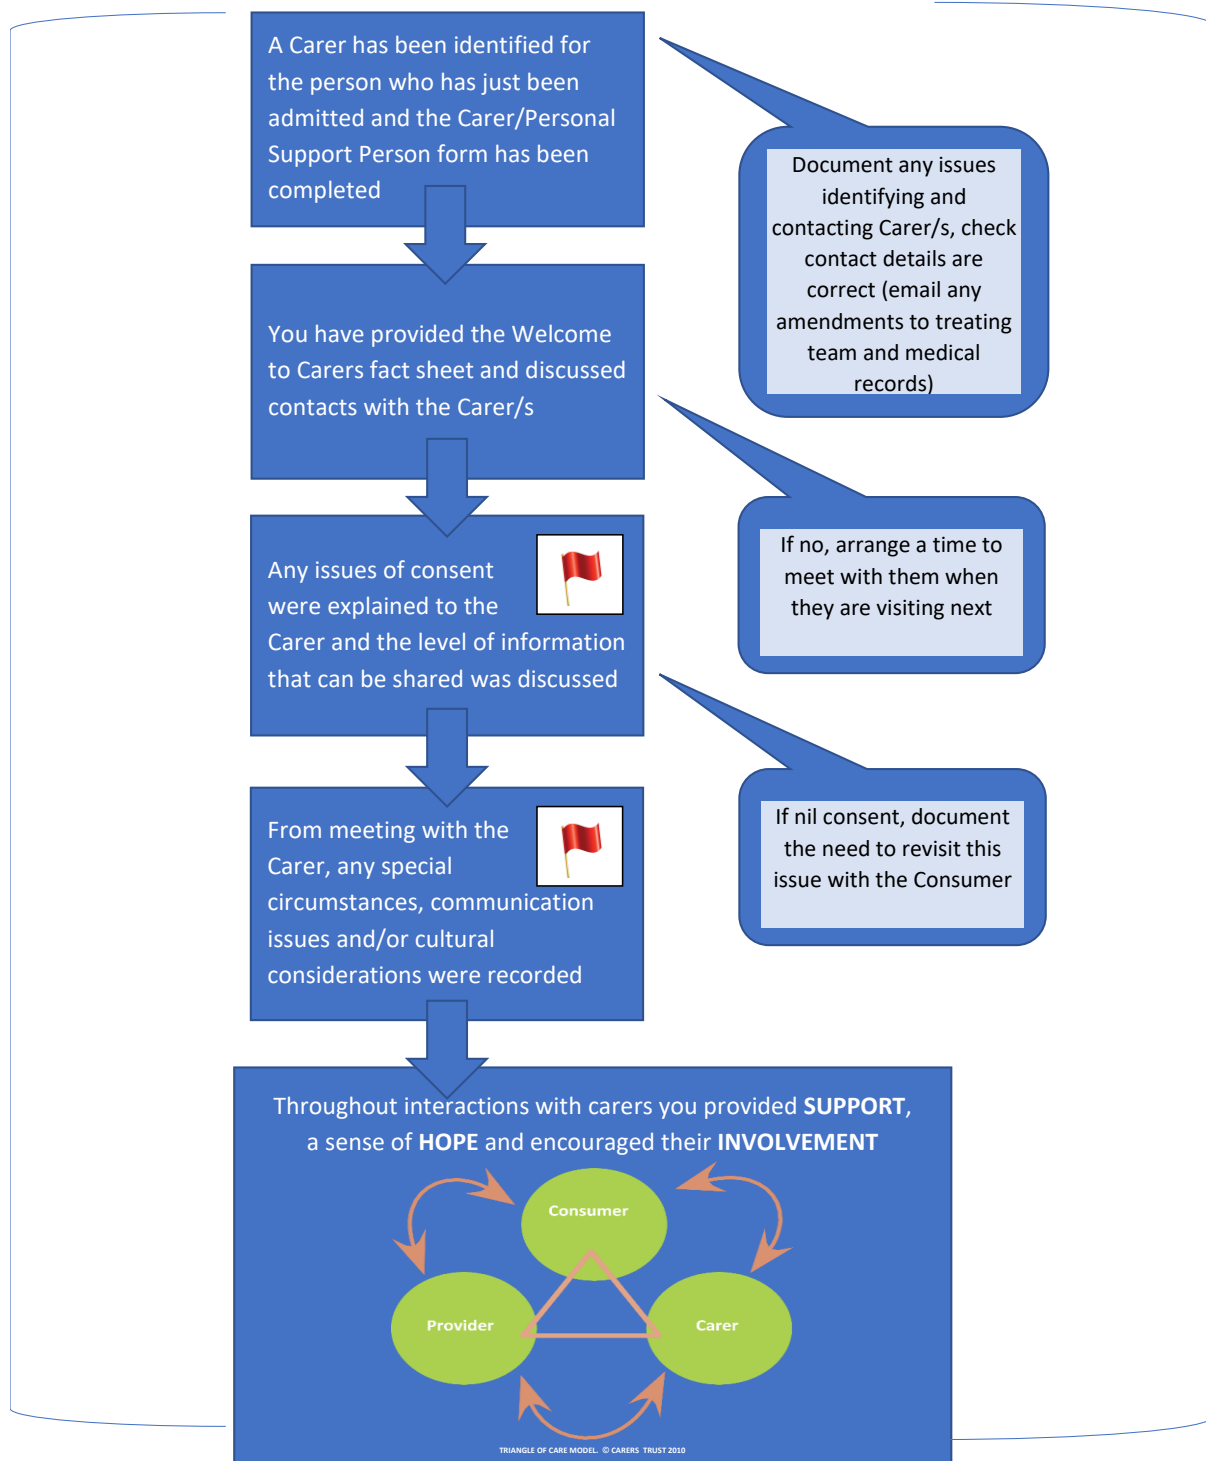 A Carer has been identified for
the person who has just been
admitted and the Carer/Personal
Support Person form has been
completed
Document any issues
identifying and
contacting Carer/s, check
contact details are
correct (email any
amendments to treating
team and medical
records)
You have provided the Welcome
to Carers fact sheet and discussed
contacts with the Carer/s
If no, arrange a time to
meet with them when
they are visiting next
Any issues of consent
were explained to the
Carer and the level of information
that can be shared was discussed
If nil consent, document
the need to revisit this
issue with the Consumer
From meeting with the
Carer, any special
circumstances, communication
issues and/or cultural
considerations were recorded
Throughout interactions with carers you provided SUPPORT,
a sense of HOPE and encouraged their INVOLVEMENT
Consumer
Provider
Carer
TRIANGLE OF CARE MODEL. © CARERS TRUST 2010